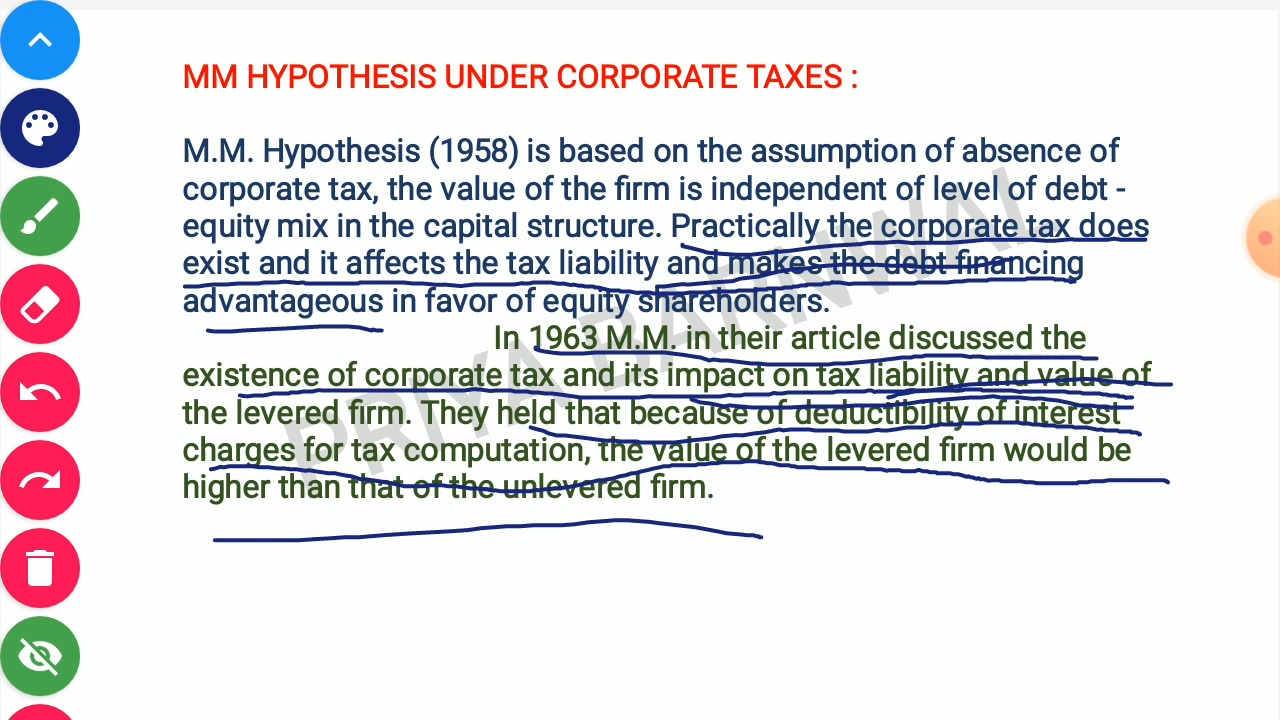 MM HYPOTHESIS UNDER CORPORATE TAXES :
M.M. Hypothesis (1958) is based on the assumption of absence of
corporate tax, the value of the firm is independent of level of debt -
equity mix in the capital structure. Practically the corporate tax does
exist and it affects the tax liability and makes the debt financing
advantageous in favor of equity shareholders.
In 1963 M.M. in their article discussed the
existence of corporate tax and its impact on tax liability and value of
the levered firm. They held that because of deductibility of interest
charges for tax computation, the value of the levered firm would be
higher than that of the unlevered firm.
PRIYA BARNWAL